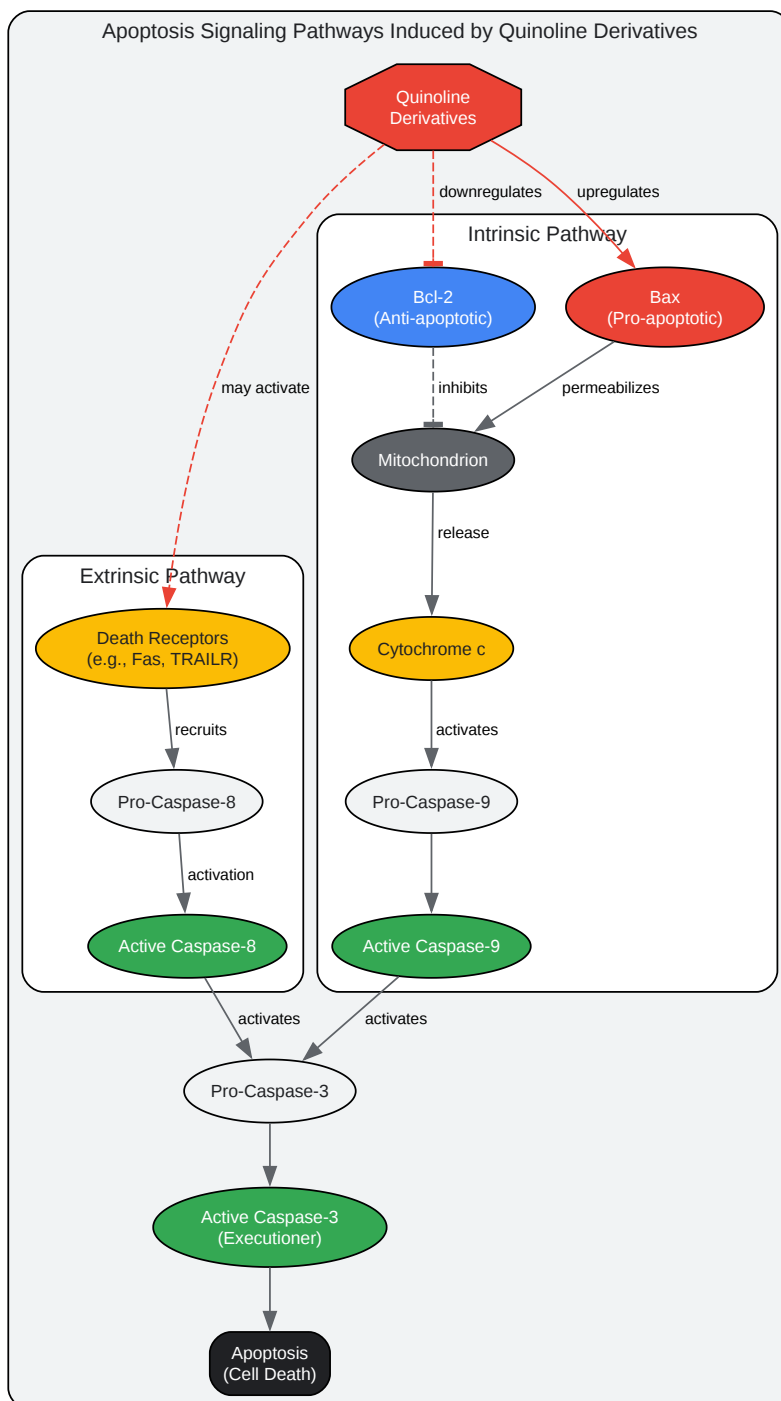 Apoptosis Signaling Pathways Induced by Quinoline Derivatives
Quinoline
Derivatives
downregulates
upregulates
Intrinsic Pathway
Bcl-2
(Anti-apoptotic)
Bax
(Pro-apoptotic)
may activate
inhibits
permeabilizes
Mitochondrion
release
Extrinsic Pathway
Death Receptors
(e.g., Fas, TRAILR)
Cytochrome c
recruits
activates
Pro-Caspase-8
Pro-Caspase-9
activation
Active Caspase-8
Active Caspase-9
activates
activates
Pro-Caspase-3
Active Caspase-3
(Executioner)
Apoptosis
(Cell Death)